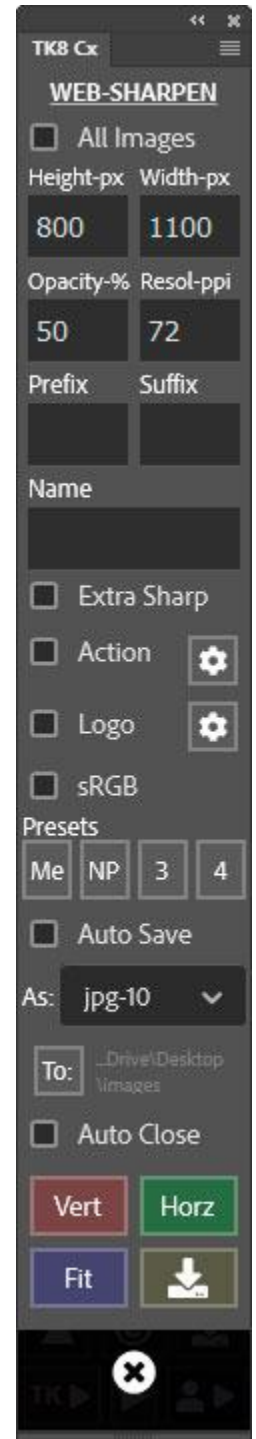 TK8 Cx
WEB-SHARPEN
All Images
Height-px Width-px
800 1100
Opacity-% Resol-ppi
50 72
Prefix Suffix
Name
Extra Sharp
Action
Logo
sRGB
Presets
Me NP 3 4
Auto Save
As: jpg-10
To: ...Drive\Desktop
\images
Auto Close
Vert Horz
Fit
TK